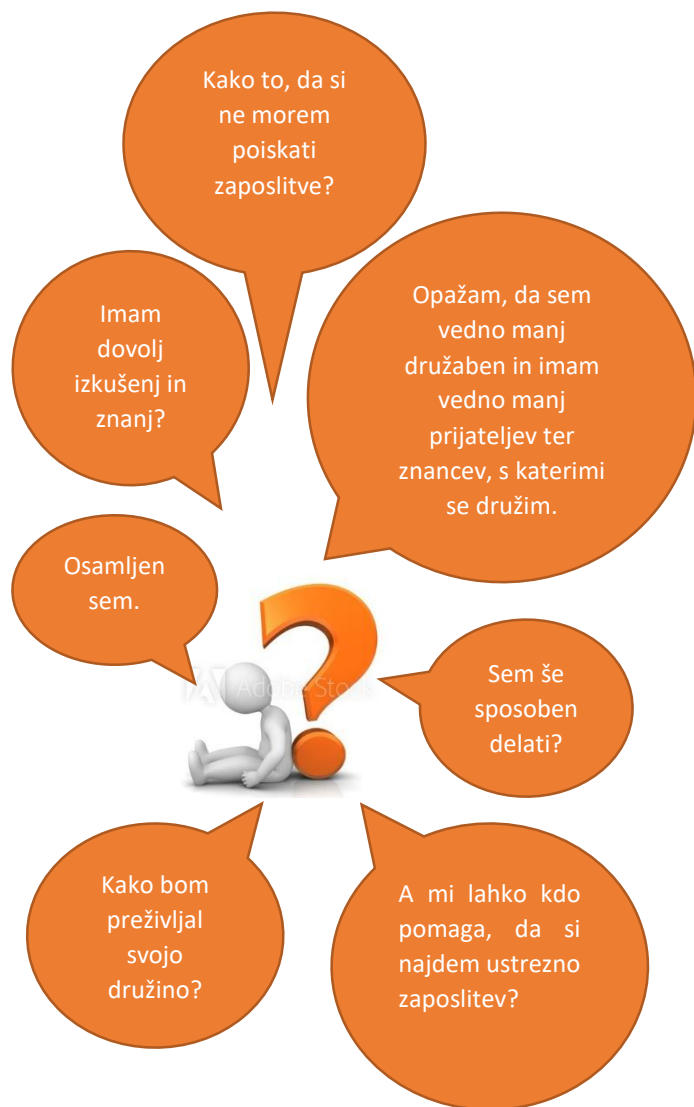 Kako to, da si
ne morem
poiskati
zaposlitve?
Imam
dovolj
izkušenj in
znanj?
Opažam, da sem
vedno manj
družaben in imam
vedno manj
prijateljev ter
znancev, s katerimi
se družim.
Osamljen
sem.
Adobe Stock
Sem še
sposoben
delati?
Kako bom
preživljal
svojo
družino?
A mi lahko kdo
pomaga, da si
najdem ustrezno
zaposlitev?